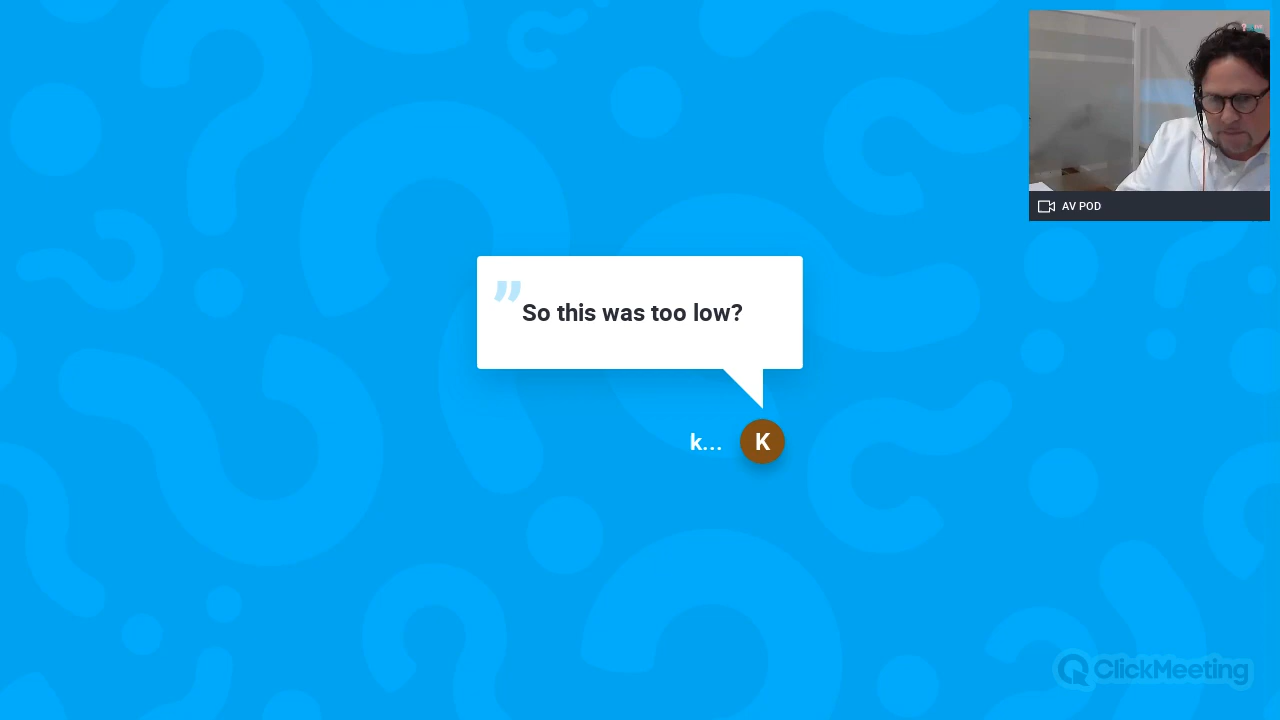 AV POD
So this was too low?
k...
K
ClickMeeting